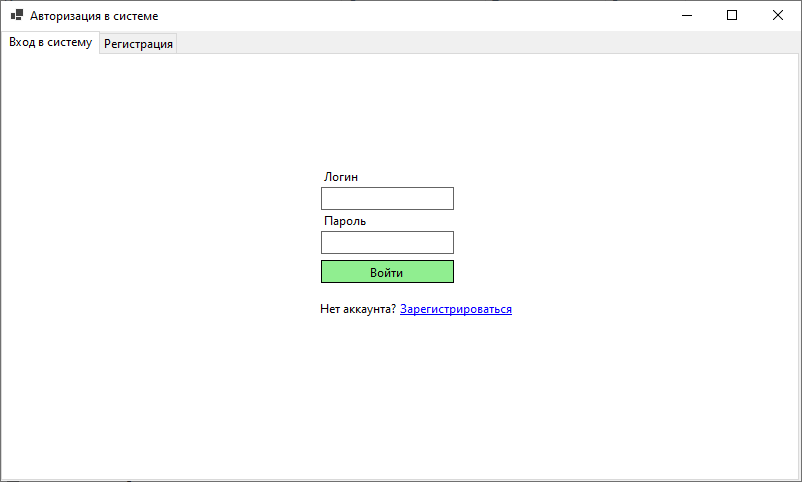 Авторизация в системе
Вход в систему Регистрация
Логин
Пароль
Войти
Нет аккаунта? Зарегистрироваться